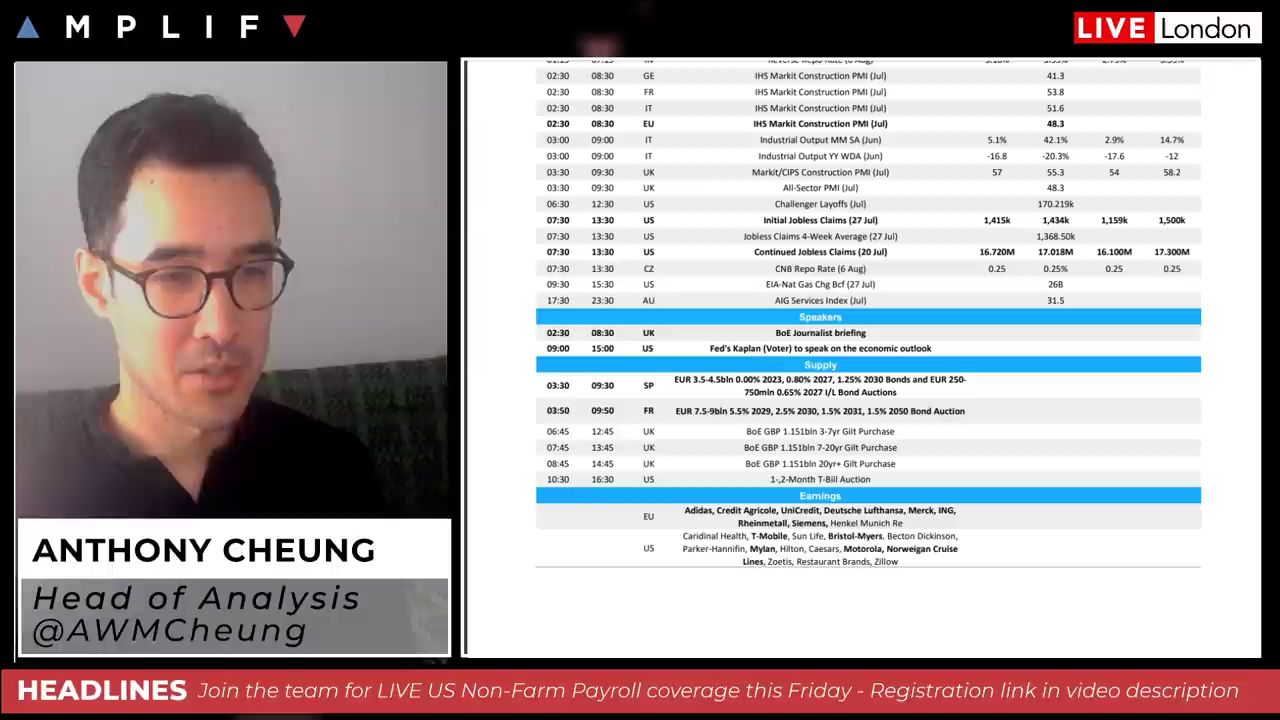 AMPLIFY
LIVE London
02:30 08:30 GE IHS Markit Construction PMI (Jul) 41.3
02:30 08:30 FR IHS Markit Construction PMI (Jul) 53.8
02:30 08:30 IT IHS Markit Construction PMI (Jul) 51.6
02:30 08:30 EU IHS Markit Construction PMI (Jul) 48.3
03:00 09:00 IT Industrial Output MM SA (Jun) 5.1% 42.1% 2.9% 14.7%
03:00 09:00 IT Industrial Output YY WDA (Jun) -16.8 -20.3% -17.6 -12
03:30 09:30 UK Markit/CIPS Construction PMI (Jul) 57 55.3 54 58.2
03:30 09:30 UK All-Sector PMI (Jul) 48.3
06:30 12:30 US Challenger Layoffs (Jul) 170.219k
07:30 13:30 US Initial Jobless Claims (27 Jul) 1,415k 1,434k 1,159k 1,500k
07:30 13:30 US Jobless Claims 4-Week Average (27 Jul) 1,368.50k
07:30 13:30 US Continued Jobless Claims (20 Jul) 16.720M 17.018M 16.100M 17.300M
07:30 13:30 CZ CNB Repo Rate (6 Aug) 0.25 0.25% 0.25 0.25
09:30 15:30 US EIA-Nat Gas Chg Bcf (27 Jul) 26B
17:30 23:30 AU AIG Services Index (Jul) 31.5
Speakers
02:30 08:30 UK BoE Journalist briefing
09:00 15:00 US Fed's Kaplan (Voter) to speak on the economic outlook
Supply
03:30 09:30 SP EUR 3.5-4.5bln 0.00% 2023, 0.80% 2027, 1.25% 2030 Bonds and EUR 250-
750mln 0.65% 2027 I/L Bond Auctions
03:50 09:50 FR EUR 7.5-9bln 5.5% 2029, 2.5% 2030, 1.5% 2031, 1.5% 2050 Bond Auction
06:45 12:45 UK BoE GBP 1.151bln 3-7yr Gilt Purchase
07:45 13:45 UK BoE GBP 1.151bln 7-20yr Gilt Purchase
08:45 14:45 UK BoE GBP 1.151bln 20yr+ Gilt Purchase
10:30 16:30 US 1-,2-Month T-Bill Auction
Earnings
EU Adidas, Credit Agricole, UniCredit, Deutsche Lufthansa, Merck, ING,
Rheinmetall, Siemens, Henkel Munich Re
Caridinal Health, T-Mobile, Sun Life, Bristol-Myers, Becton Dickinson,
US Parker-Hannifin, Mylan, Hilton, Caesars, Motorola, Norweigan Cruise
Lines, Zoetis, Restaurant Brands, Zillow
ANTHONY CHEUNG
Head of Analysis
@AWMCheung
HEADLINES Join the team for LIVE US Non-Farm Payroll coverage this Friday - Registration link in video description